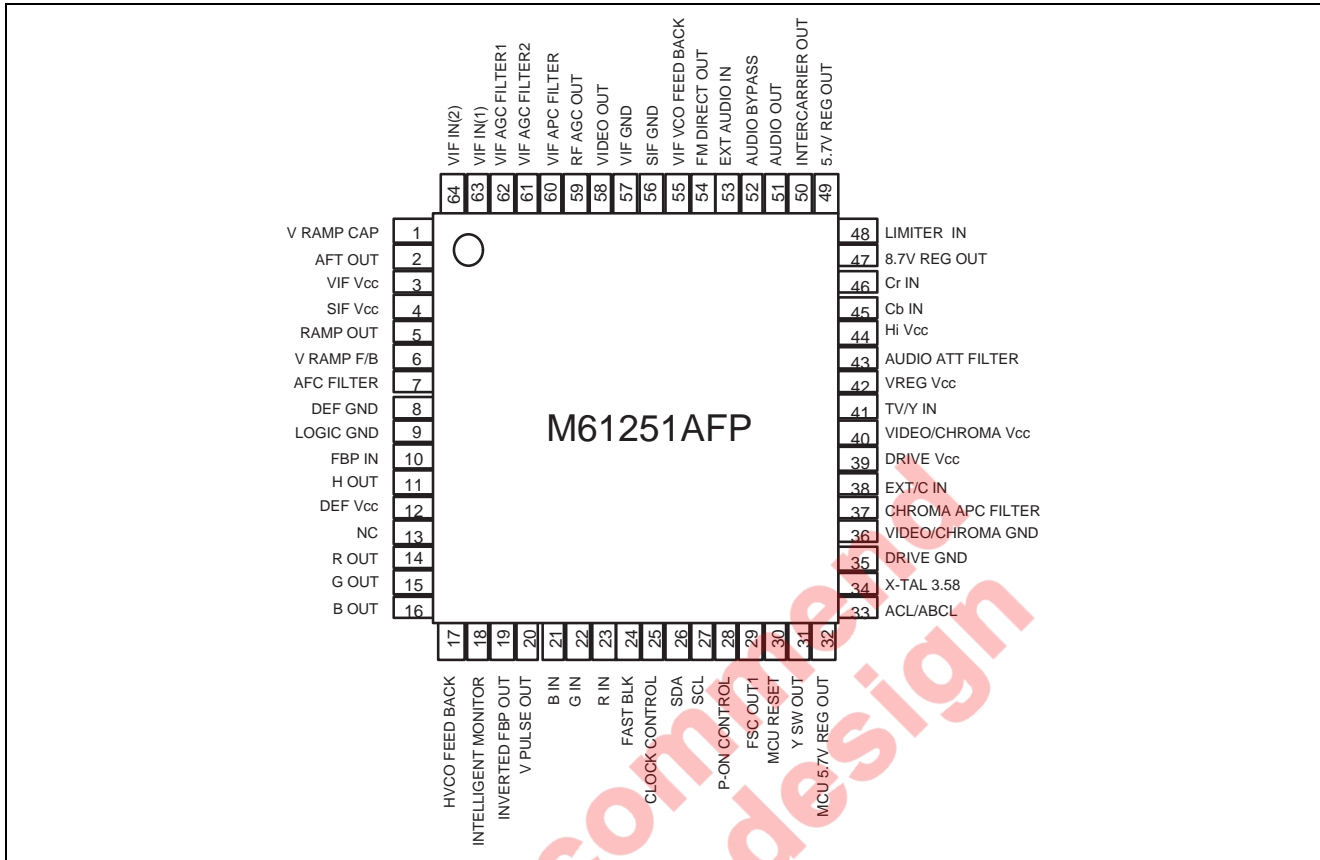 VIF IN(2)
VIF IN(1)
VIF AGC FILTER1
VIF AGC FILTER2
VIF APC FILTER
RF AGC OUT
VIDEO OUT
VIF GND
SIF GND
VIF VCO FEED BACK
FM DIRECT OUT
EXT AUDIO IN
AUDIO BYPASS
AUDIO OUT
INTERCARRIER OUT
5.7V REG OUT
64
63
62
61
60
59
58
57
56
55
54
53
52
51
50
49
V RAMP CAP 1
AFT OUT 2
VIF Vcc 3
SIF Vcc 4
RAMP OUT 5
V RAMP F/B 6
AFC FILTER 7
DEF GND 8
LOGIC GND 9
FBP IN 10
H OUT 11
DEF Vcc 12
NC 13
R OUT 14
G OUT 15
B OUT 16
M61251AFP
48 LIMITER IN
47 8.7V REG OUT
46 Cr IN
45 Cb IN
44 Hi Vcc
43 AUDIO ATT FILTER
42 VREG Vcc
41 TV/Y IN
40 VIDEO/CHROMA Vcc
39 DRIVE Vcc
38 EXT/C IN
37 CHROMA APC FILTER
36 VIDEO/CHROMA GND
35 DRIVE GND
34 X-TAL 3.58
33 ACL/ABCL
17
18
19
20
21
22
23
24
25
26
27
28
29
30
31
32
HVCO FEED BACK
INTELLIGENT MONITOR
INVERTED FBP OUT
V PULSE OUT
B IN
G IN
R IN
FAST BLK
CLOCK CONTROL
SDA
SCL
P-ON CONTROL
FSC OUT1
MCU RESET
Y SW OUT
MCU 5.7V REG OUT
commend
design